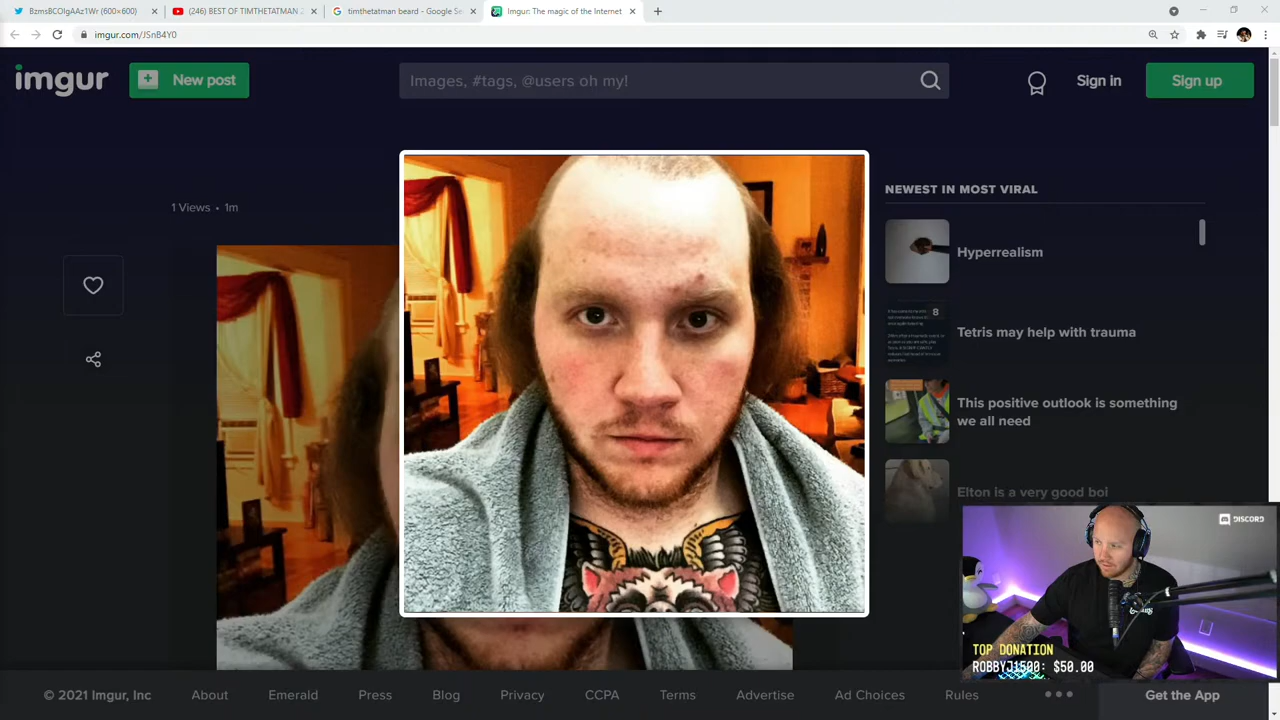 BzmsBCOIgAAz1Wr (600×600)
(246) BEST OF TIMTHETATMAN
timthetatman beard - Google Se
Imgur: The magic of the Internet
imgur.com/JSnB4Y0
imgur
New post
Images, #tags, @users oh my!
Sign in
Sign up
1 Views • 1m
NEWEST IN MOST VIRAL
Hyperrealism
8
Tetris may help with trauma
This positive outlook is something
we all need
Elton is a very good boi
DISCORD
TOP DONATION
ROBBYJ1500: $50.00
© 2021 Imgur, Inc
About
Emerald
Press
Blog
Privacy
CCPA
Terms
Advertise
Ad Choices
Rules
Get the App